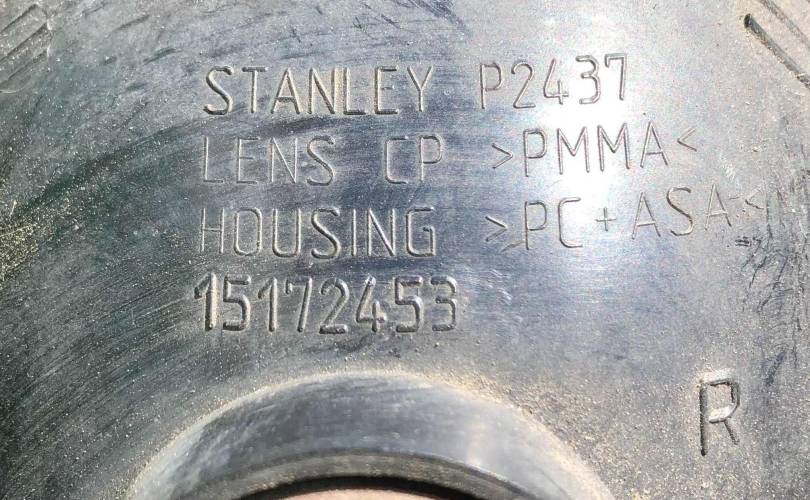 STANLEY P2437
LENS CP >PMMA<
HOUSING >PC+ASA<
15172453
R